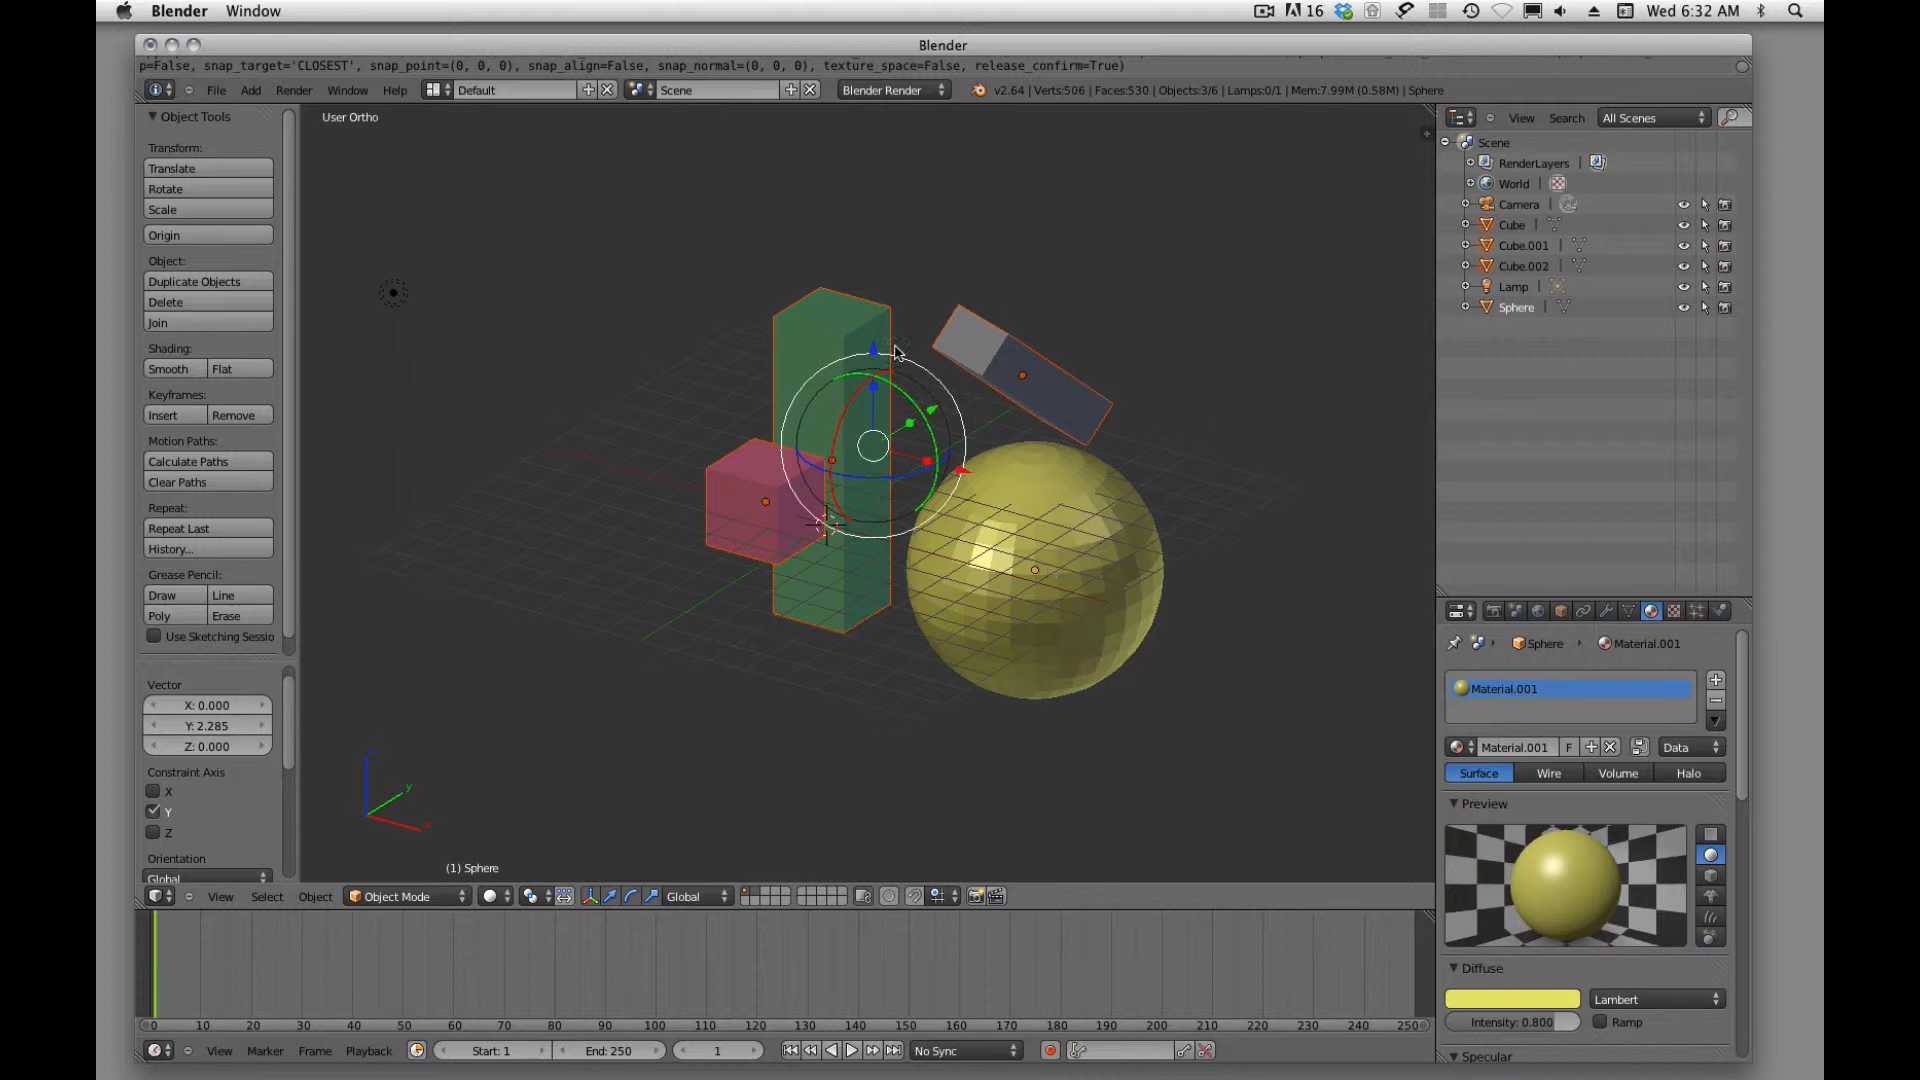 Blender Window 16 Wed 6:32 AM
Blender
p=False, snap_target='CLOSEST', snap_point=(0, 0, 0), snap_align=False, snap_normal=(0, 0, 0), texture_space=False, release_confirm=True)
File Add Render Window Help Default Scene Blender Render v2.64 | Verts:506 | Faces:530 | Objects:3/6 | Lamps:0/1 | Mem:7.99M (0.58M) | Sphere
Object Tools
Transform:
Translate
Rotate
Scale
Origin
Object:
Duplicate Objects
Delete
Join
Shading:
Smooth Flat
Keyframes:
Insert Remove
Motion Paths:
Calculate Paths
Clear Paths
Repeat:
Repeat Last
History...
Grease Pencil:
Draw Line
Poly Erase
Use Sketching Sessio
Vector
X: 0.000
Y: 2.285
Z: 0.000
Constraint Axis
X
Y
Z
Orientation
Global
User Ortho
y
(1) Sphere
View Select Object Object Mode Global
0 10 20 30 40 50 60 70 80 90 100 110 120 130 140 150 160 170 180 190 200 210 220 230 240 250
View Marker Frame Playback Start: 1 End: 250 1 No Sync
View Search All Scenes
Scene
RenderLayers |
World |
Camera |
Cube |
Cube.001 |
Cube.002 |
Lamp |
Sphere |
Sphere Material.001
Material.001
Material.001 F Data
Surface Wire Volume Halo
Preview
Diffuse
Lambert
Intensity: 0.800 Ramp
Specular